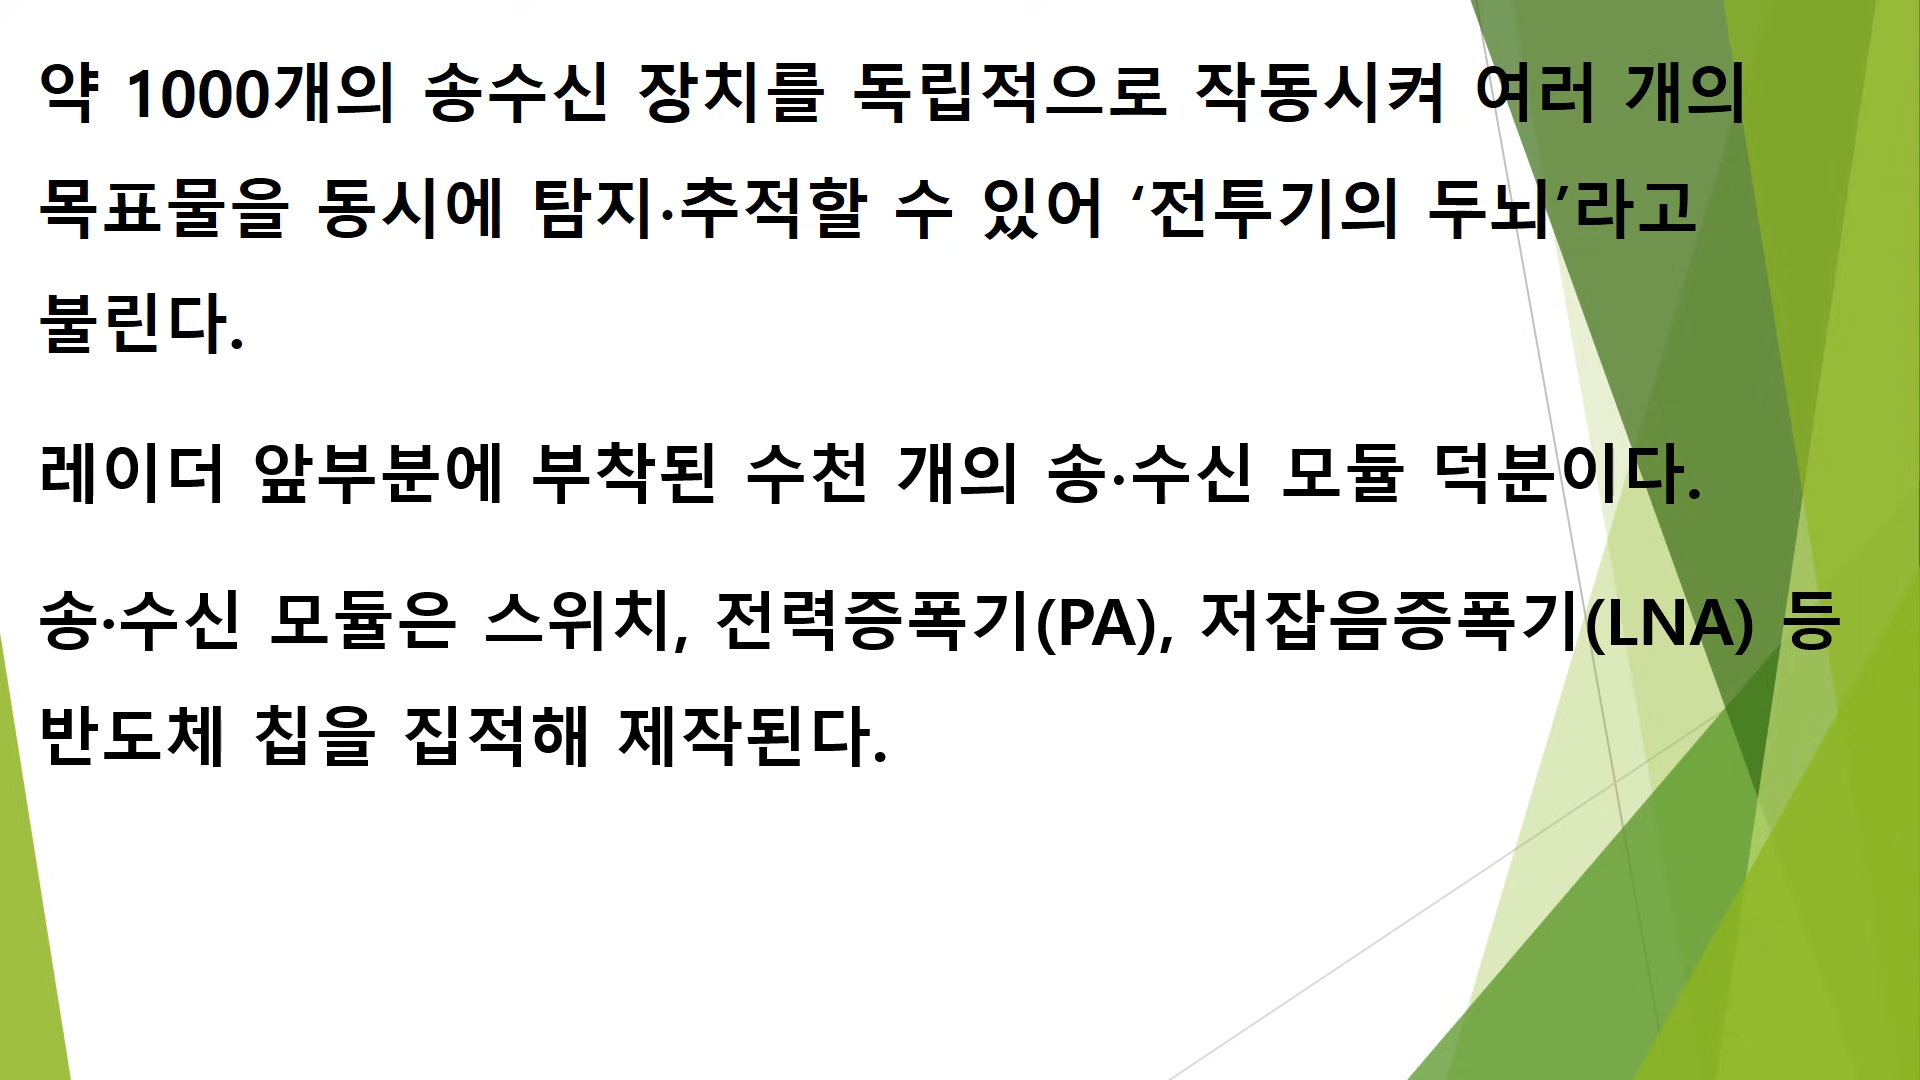 약 1000개의 송수신 장치를 독립적으로 작동시켜 여러 개의
목표물을 동시에 탐지·추적할 수 있어 ‘전투기의 두뇌’라고
불린다.
레이더 앞부분에 부착된 수천 개의 송·수신 모듈 덕분이다.
송·수신 모듈은 스위치, 전력증폭기(PA), 저잡음증폭기(LNA) 등
반도체 칩을 집적해 제작된다.